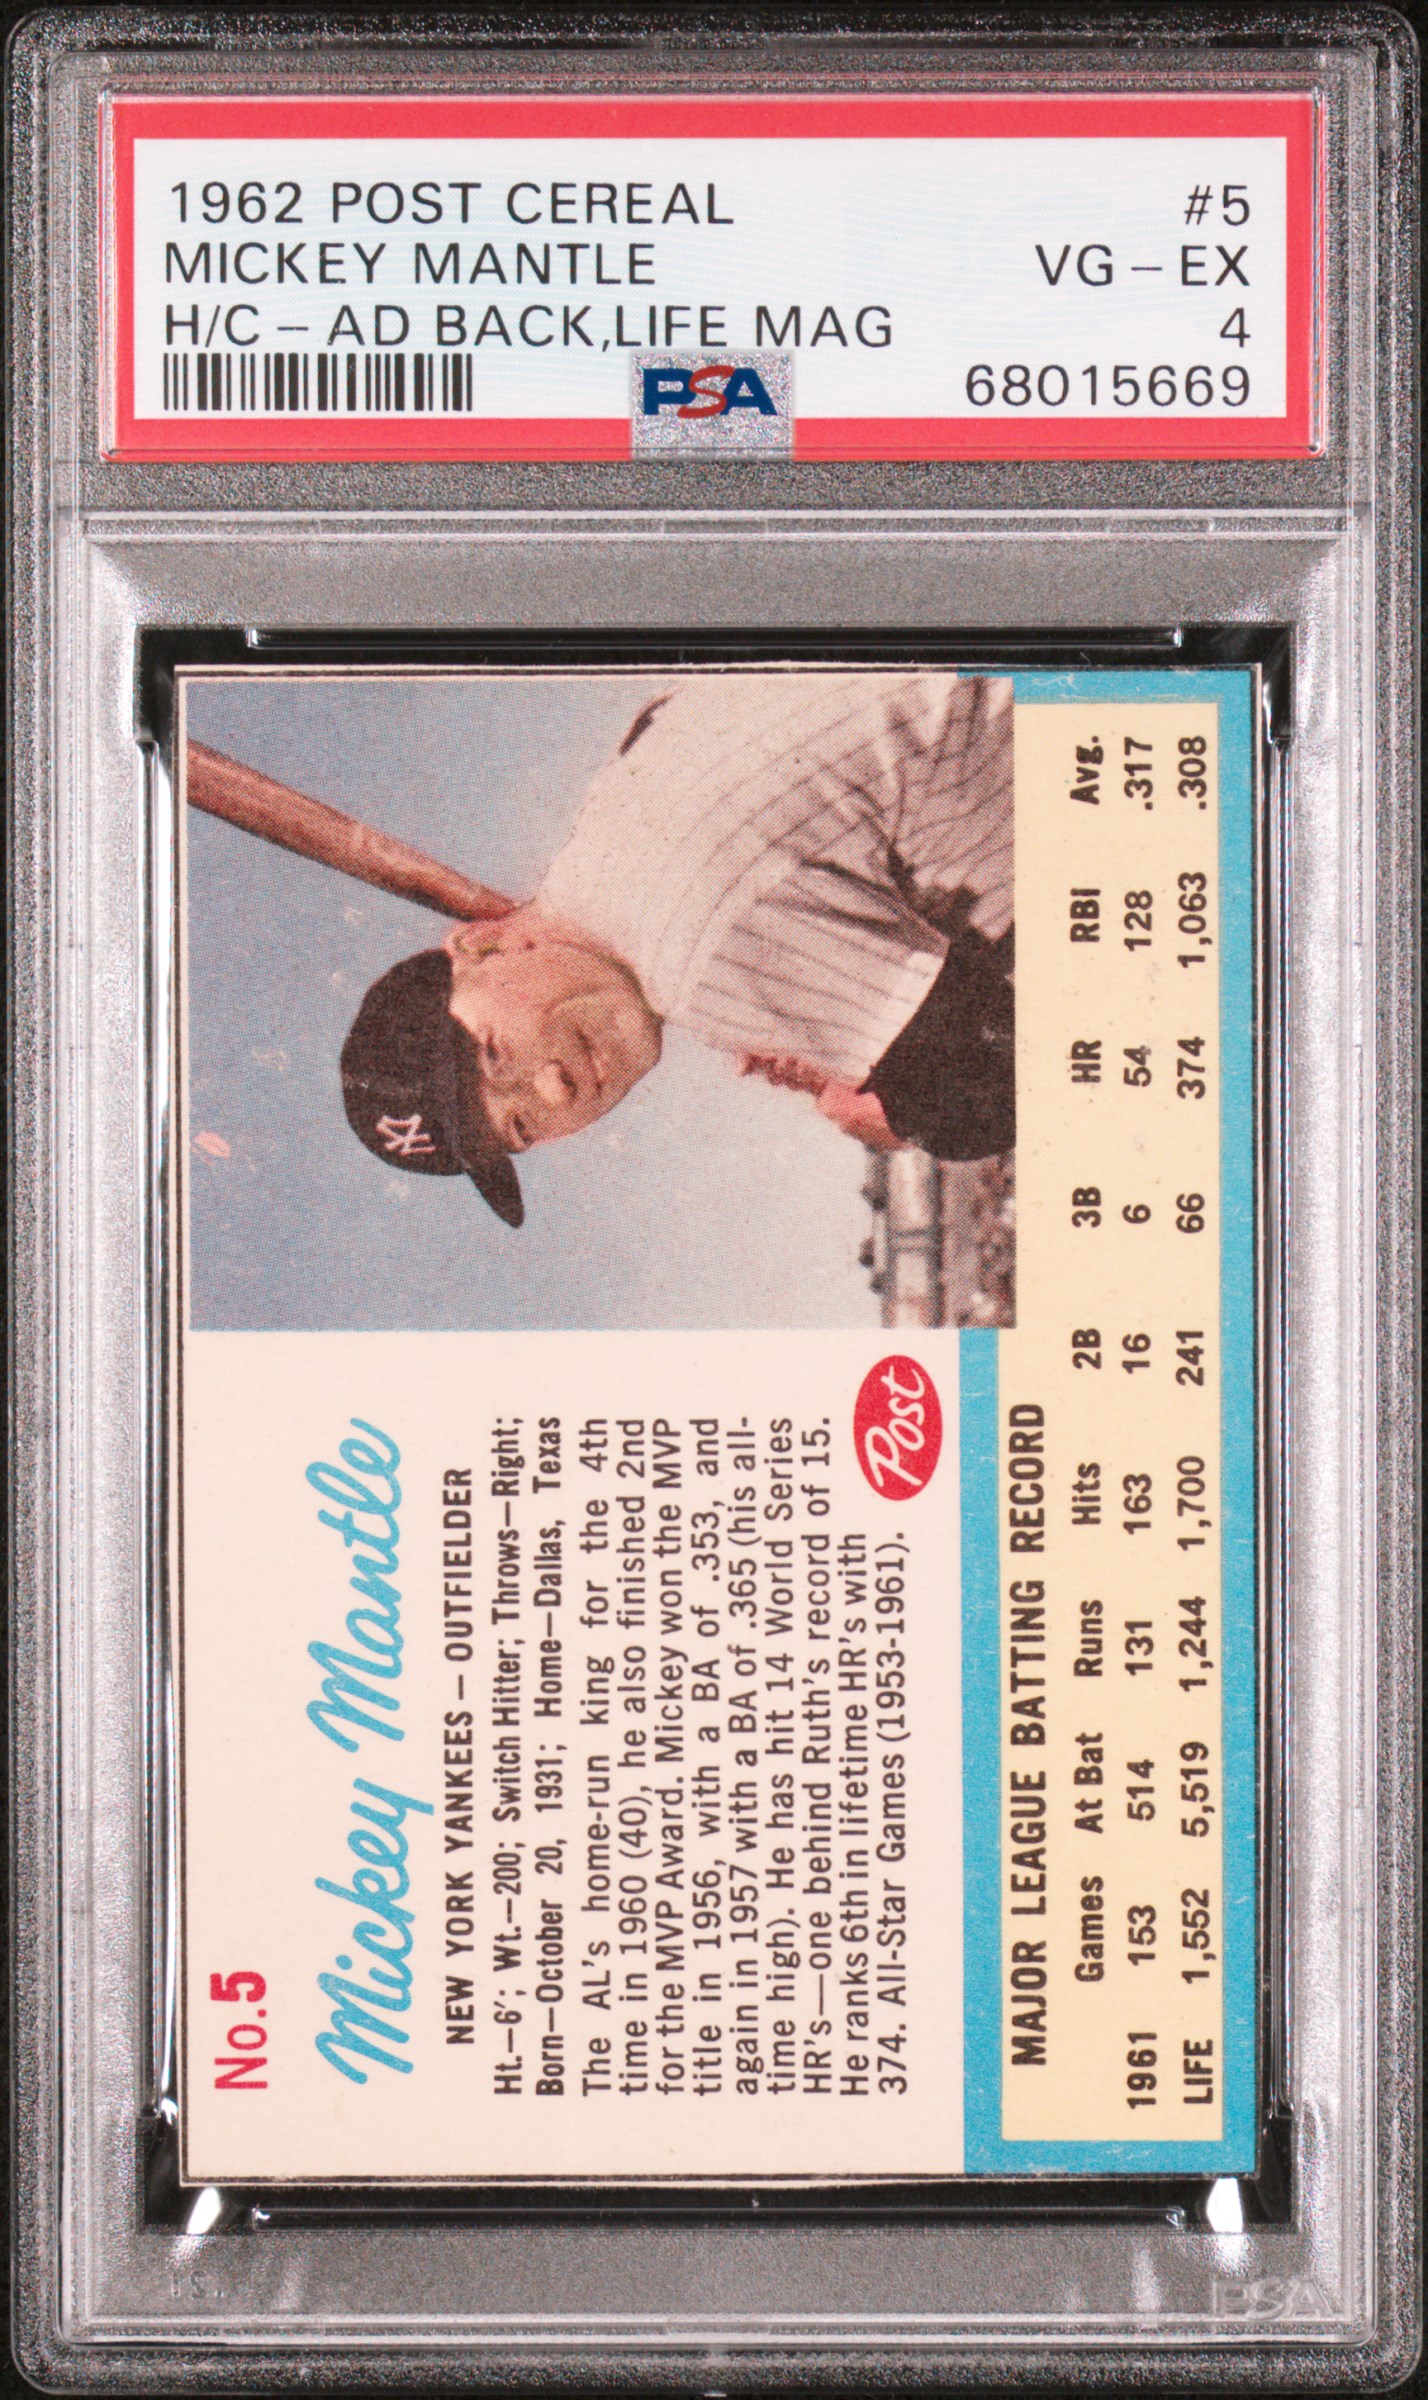 1962 POST CEREAL #5
MICKEY MANTLE VG - EX
H/C - AD BACK,LIFE MAG 4
PSA 68015669
No.5
Mickey Mantle
NEW YORK YANKEES — OUTFIELDER
Ht.—6'; Wt.—200; Switch Hitter; Throws—Right;
Born—October 20, 1931; Home—Dallas, Texas
The AL's home-run king for the 4th
time in 1960 (40), he also finished 2nd
for the MVP Award. Mickey won the MVP
title in 1956, with a BA of .353, and
again in 1957 with a BA of .365 (his all-
time high). He has hit 14 World Series
HR's—one behind Ruth's record of 15.
He ranks 6th in lifetime HR's with
374. All-Star Games (1953-1961).
Post
NY
MAJOR LEAGUE BATTING RECORD
Games At Bat Runs Hits 2B 3B HR RBI Avg.
1961 153 514 131 163 16 6 54 128 .317
LIFE 1,552 5,519 1,244 1,700 241 66 374 1,063 .308
PSA